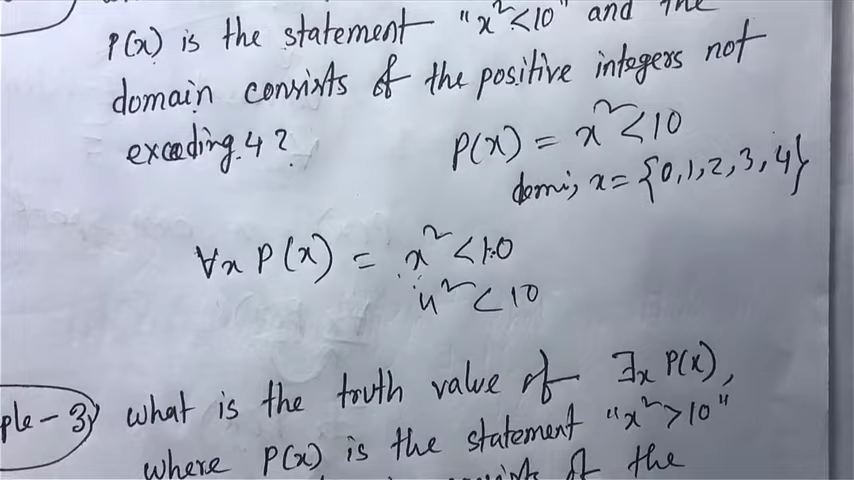 P(x) is the statement "x²<10" and the
domain consists of the positive integers not
exceeding 4?
P(x) = x²<10
domi; x = {0,1,2,3,4}
∀x P(x) = x²<10
4²<10
ple-3) what is the truth value of ∃x P(x),
where P(x) is the statement "x²>10"
of the